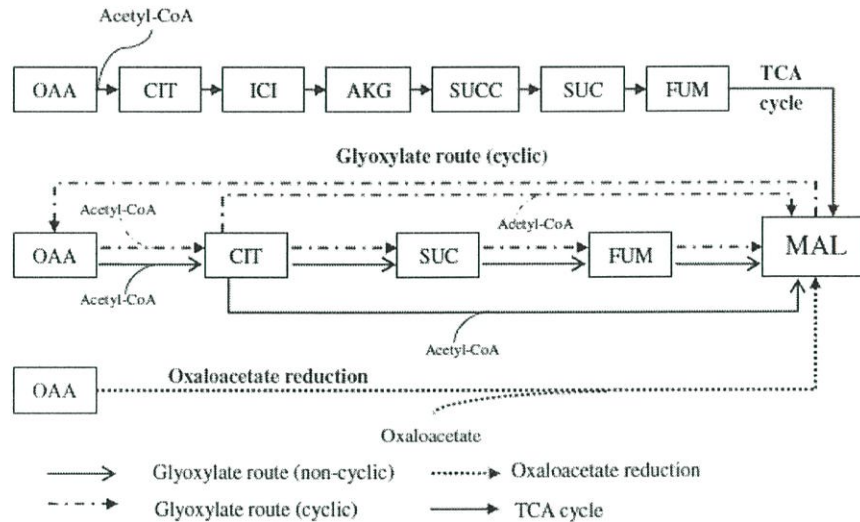 Acetyl-CoA
OAA CIT ICI AKG SUCC SUC FUM TCA
cycle
Glyoxylate route (cyclic)
Acetyl-CoA Acetyl-CoA
OAA CIT SUC FUM MAL
Acetyl-CoA
Acetyl-CoA
OAA Oxaloacetate reduction
Oxaloacetate
Glyoxylate route (non-cyclic) Oxaloacetate reduction
Glyoxylate route (cyclic) TCA cycle